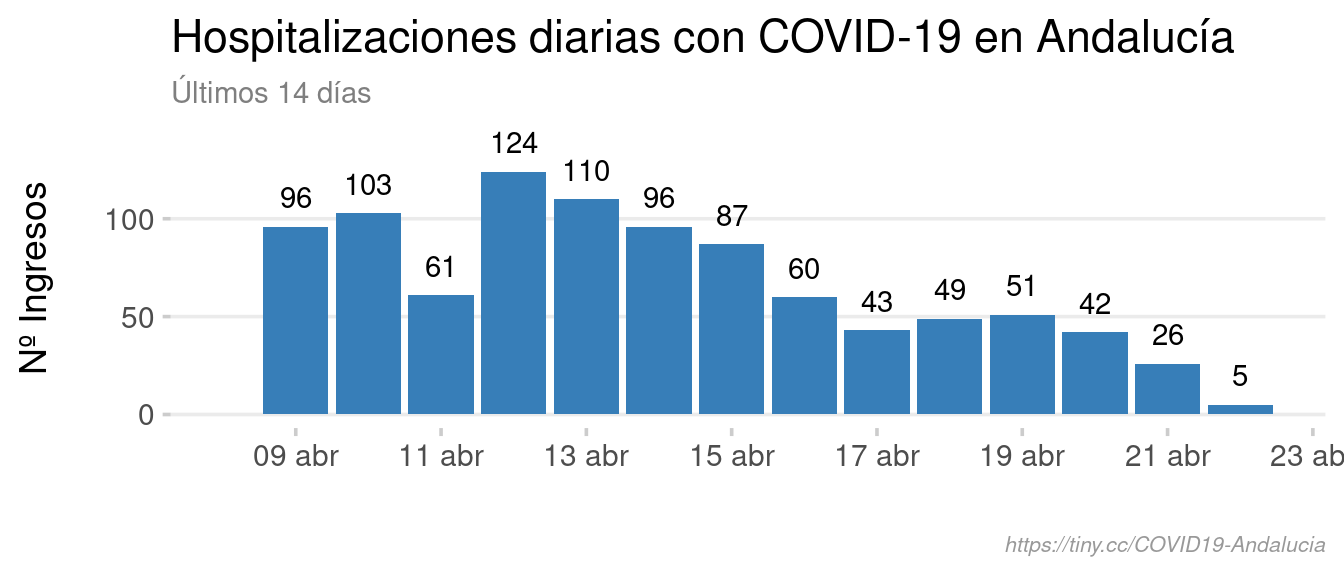 Hospitalizaciones diarias con COVID-19 en Andalucía
Últimos 14 días
Nº Ingresos
100
50
0
96
103
61
124
110
96
87
60
43
49
51
42
26
5
09 abr
11 abr
13 abr
15 abr
17 abr
19 abr
21 abr
23 ab
https://tiny.cc/COVID19-Andalucia